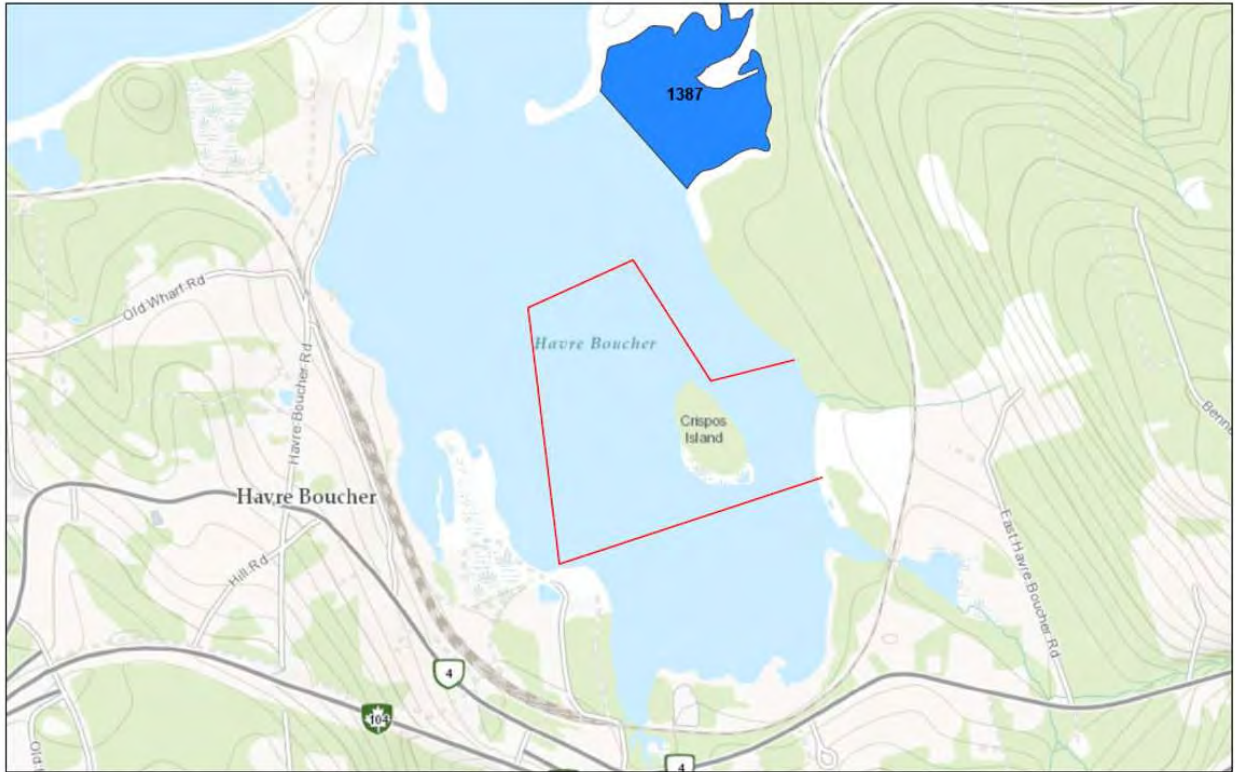 1387
Old Wharf Rd
Havre Boucher
Crispos
Island
Havre Boucher Rd
Havre Boucher
Hill Rd
East Havre Boucher Rd
4
104
4